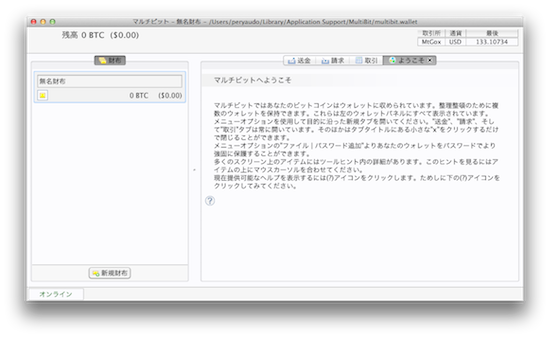 マルチビット - 無名財布 - /Users/peryaudo/Library/Application Support/MultiBit/multibit.wallet
残高 0 BTC ($0.00)
取引所 通貨 最後
MtGox USD 133.10734
財布
送金 請求 取引 ようこそ
無名財布
0 BTC ($0.00)
マルチビットへようこそ
マルチビットではあなたのビットコインはウォレットに収められています。整理整頓のために複
数のウォレットを保持できます。これらは左のウォレットパネルにすべて表示されています。
メニューオプションを使用して目的に沿った新規タブを開いてください。"送金"、"請求"、そし
て"取引"タブは常に開いています。そのほかはタブタイトルにある小さな"x"をクリックするだけ
で閉じることができます。
メニューオプションの"ファイル | パスワード追加"よりあなたのウォレットをパスワードでより
強固に保護することができます。
多くのスクリーン上のアイテムにはツールヒント内の詳細があります。このヒントを見るにはア
イテムの上にマウスカーソルを合わせてください。
現在提供可能なヘルプを表示するには(?)アイコンをクリックします。ためしに下の(?)アイコンを
クリックしてみてください。
?
新規財布
オンライン